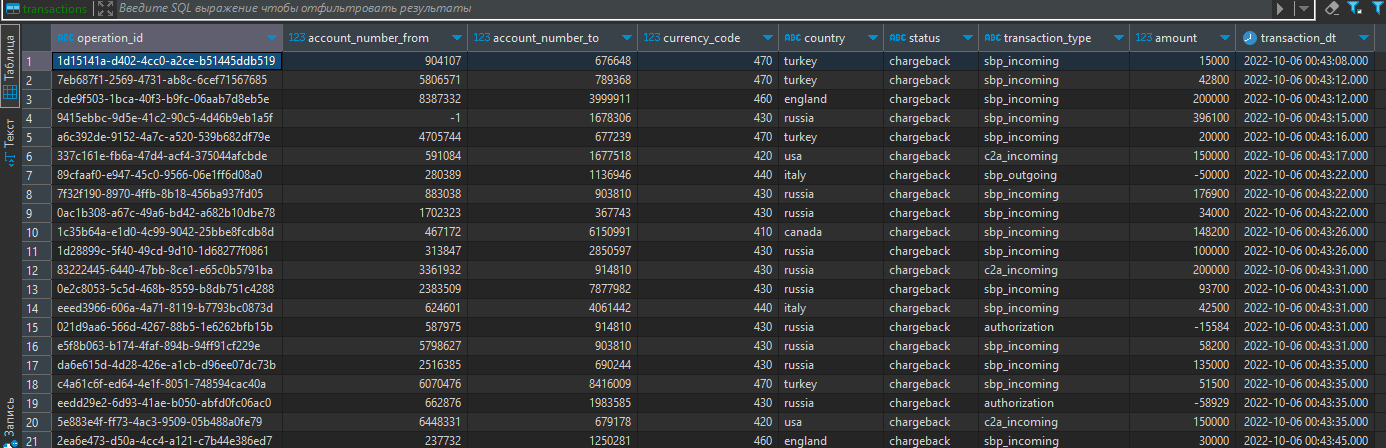 transactions Введите SQL выражение чтобы отфильтровать результаты
Таблица
Текст
Запись
operation_id 123 account_number_from 123 account_number_to 123 currency_code ABC country ABC status ABC transaction_type 123 amount transaction_dt
1 1d15141a-d402-4cc0-a2ce-b51445ddb519 904107 676648 470 turkey chargeback sbp_incoming 15000 2022-10-06 00:43:08.000
2 7eb687f1-2569-4731-ab8c-6cef71567685 5806571 789368 470 turkey chargeback sbp_incoming 42800 2022-10-06 00:43:12.000
3 cde9f503-1bca-40f3-b9fc-06aab7d8eb5e 8387332 3999911 460 england chargeback sbp_incoming 200000 2022-10-06 00:43:12.000
4 9415ebbc-9d5e-41c2-90c5-4d46b9eb1a5f -1 1678306 430 russia chargeback sbp_incoming 396100 2022-10-06 00:43:15.000
5 a6c392de-9152-4a7c-a520-539b682df79e 4705744 677239 470 turkey chargeback sbp_incoming 20000 2022-10-06 00:43:16.000
6 337c161e-fb6a-47d4-acf4-375044afcbde 591084 1677518 420 usa chargeback c2a_incoming 150000 2022-10-06 00:43:17.000
7 89cfaaf0-e947-45c0-9566-06e1ff6d08a0 280389 1136946 440 italy chargeback sbp_outgoing -50000 2022-10-06 00:43:22.000
8 7f32f190-8970-4ffb-8b18-456ba937fd05 883038 903810 430 russia chargeback sbp_incoming 176900 2022-10-06 00:43:22.000
9 0ac1b308-a67c-49a6-bd42-a682b10dbe78 1702323 367743 430 russia chargeback sbp_incoming 34000 2022-10-06 00:43:22.000
10 1c35b64a-e1d0-4c99-9042-25bbe8fcdb8d 467172 6150991 410 canada chargeback sbp_incoming 148200 2022-10-06 00:43:26.000
11 1d28899c-5f40-49cd-9d10-1d68277f0861 313847 2850597 430 russia chargeback sbp_incoming 100000 2022-10-06 00:43:26.000
12 83222445-6440-47bb-8ce1-e65c0b5791ba 3361932 914810 430 russia chargeback c2a_incoming 200000 2022-10-06 00:43:31.000
13 0e2c8053-5c5d-468b-8559-b8db751c4288 2383509 7877982 430 russia chargeback sbp_incoming 93700 2022-10-06 00:43:31.000
14 eeed3966-606a-4a71-8119-b7793bc0873d 624601 4061442 440 italy chargeback sbp_incoming 42500 2022-10-06 00:43:31.000
15 021d9aa6-566d-4267-88b5-1e6262bfb15b 587975 914810 430 russia chargeback authorization -15584 2022-10-06 00:43:31.000
16 e5f8b063-b174-4faf-894b-94ff91cf229e 5798627 903810 430 russia chargeback sbp_incoming 58200 2022-10-06 00:43:31.000
17 da6e615d-4d28-426e-a1cb-d96ee07dc73b 2516385 690244 430 russia chargeback sbp_incoming 135000 2022-10-06 00:43:35.000
18 c4a61c6f-ed64-4e1f-8051-748594cac40a 6070476 8416009 470 turkey chargeback sbp_incoming 51500 2022-10-06 00:43:35.000
19 eedd29e2-6d93-41ae-b050-abfd0fc06ac0 662876 1983585 430 russia chargeback authorization -58929 2022-10-06 00:43:35.000
20 5e883e4f-ff73-4ac3-9509-05b488a0fe79 6448331 679178 420 usa chargeback c2a_incoming 150000 2022-10-06 00:43:35.000
21 2ea6e473-d50a-4cc4-a121-c7b44e386ed7 237732 1250281 460 england chargeback sbp_incoming 30000 2022-10-06 00:43:45.000